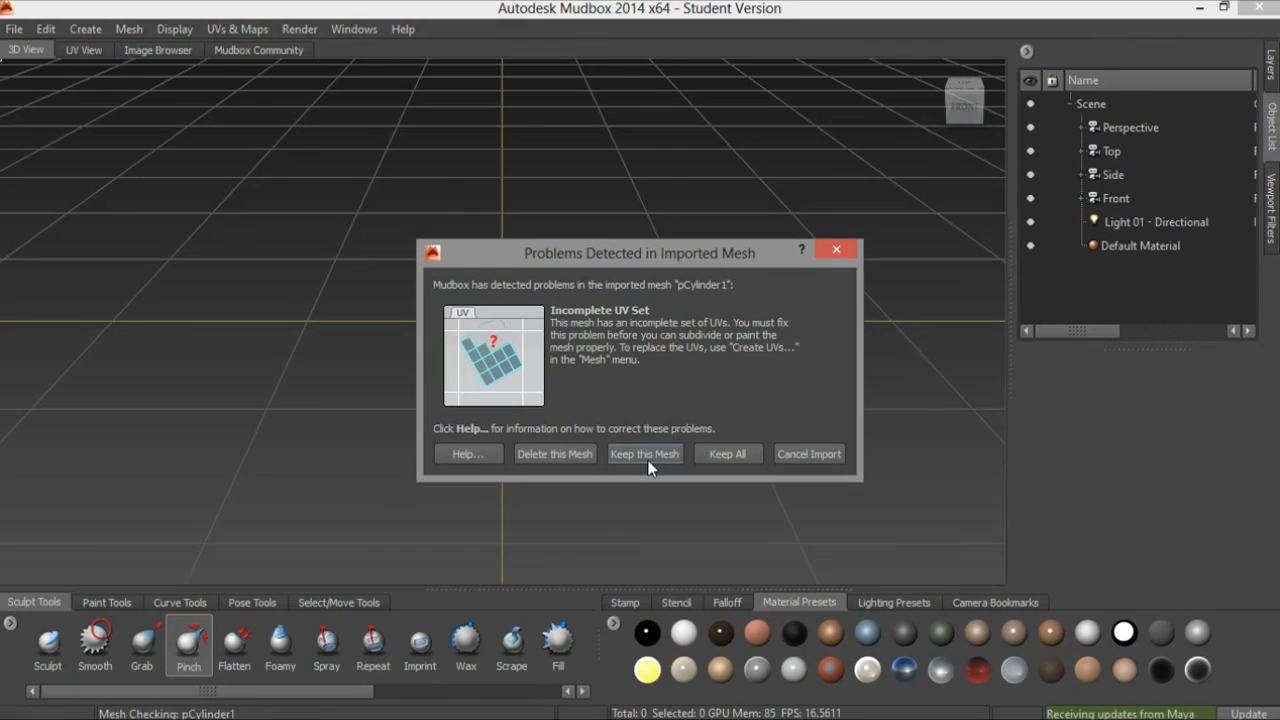 Autodesk Mudbox 2014 x64 - Student Version
File Edit Create Mesh Display UVs & Maps Render Windows Help
3D View UV View Image Browser Mudbox Community
FRONT
Name
Scene
Perspective
Top
Side
Front
Light 01 - Directional
Default Material
Layers
Object List
Viewport Filters
Problems Detected in Imported Mesh
Mudbox has detected problems in the imported mesh "pCylinder1":
UV
?
Incomplete UV Set
This mesh has an incomplete set of UVs. You must fix
this problem before you can subdivide or paint the
mesh properly. To replace the UVs, use "Create UVs..."
in the "Mesh" menu.
Click Help... for information on how to correct these problems.
Help... Delete this Mesh Keep this Mesh Keep All Cancel Import
Sculpt Tools Paint Tools Curve Tools Pose Tools Select/Move Tools
Sculpt Smooth Grab Pinch Flatten Foamy Spray Repeat Imprint Wax Scrape Fill
Stamp Stencil Falloff Material Presets Lighting Presets Camera Bookmarks
Mesh Checking: pCylinder1
Total: 0 Selected: 0 GPU Mem: 85 FPS: 16.5611
Receiving updates from Maya
Update